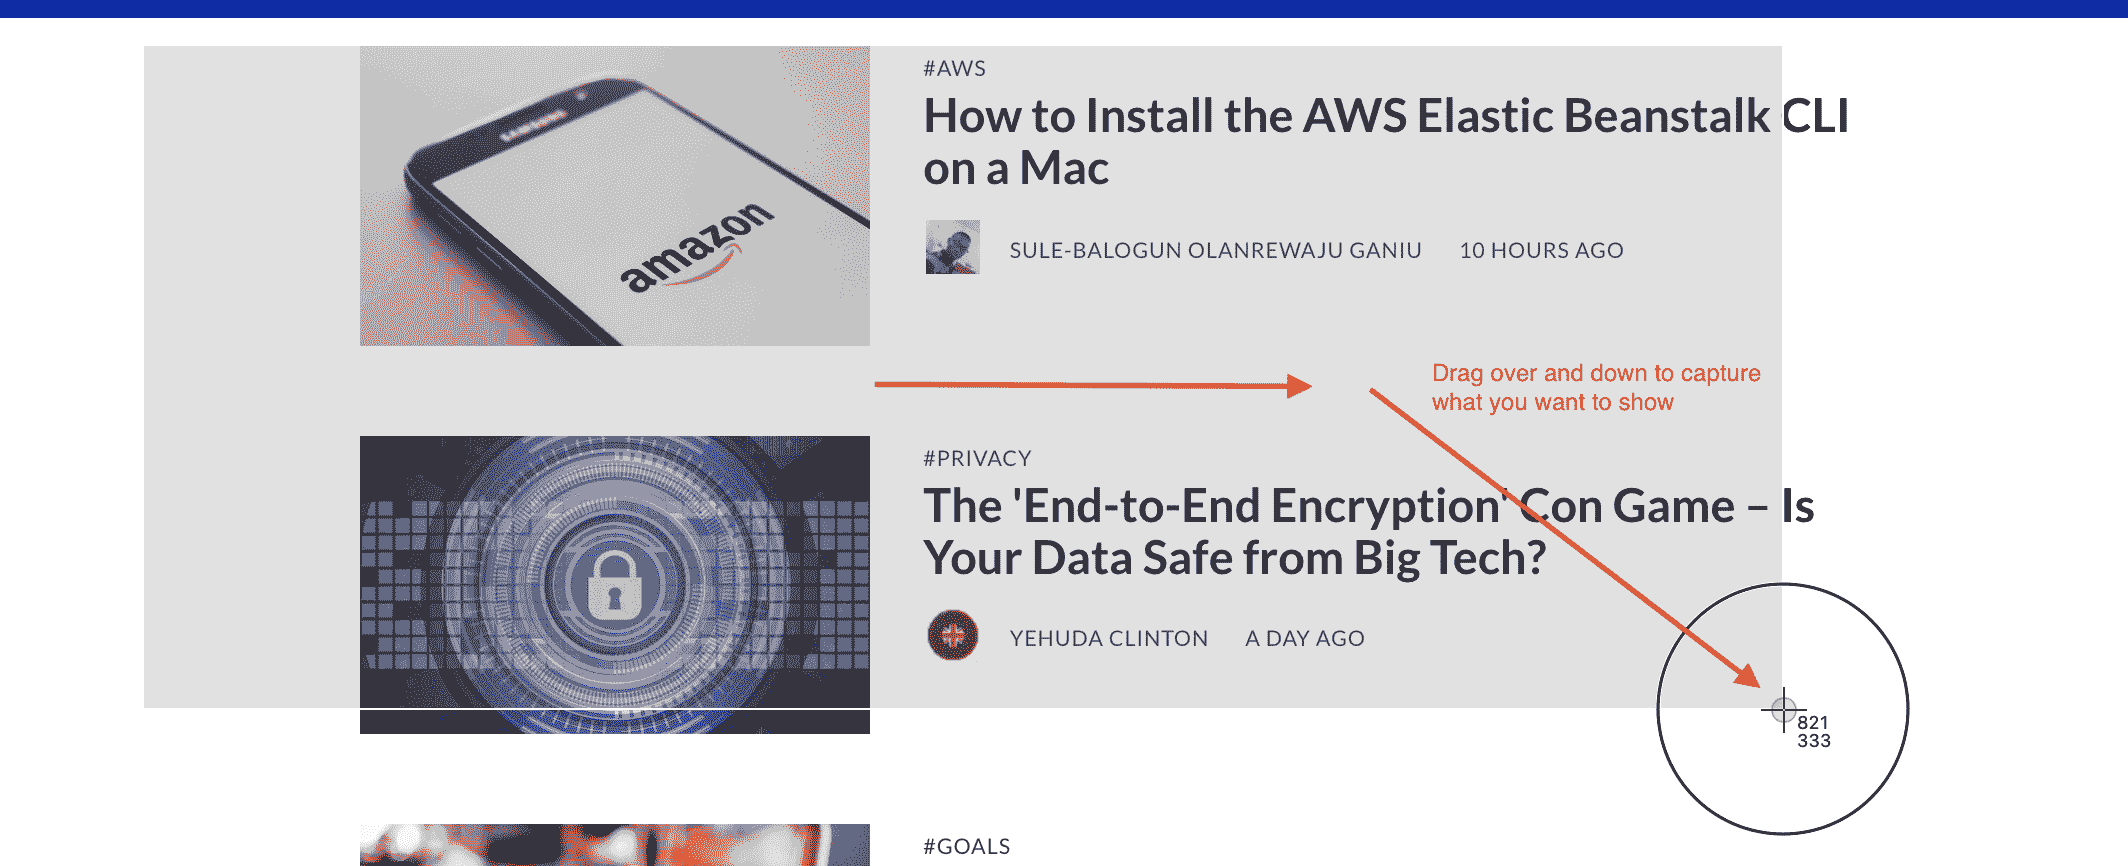 #AWS
How to Install the AWS Elastic Beanstalk CLI
on a Mac
SAMSUNG
amazon
SULE-BALOGUN OLANREWAJU GANIU 10 HOURS AGO
Drag over and down to capture
what you want to show
#PRIVACY
The 'End-to-End Encryption' Con Game – Is
Your Data Safe from Big Tech?
YEHUDA CLINTON A DAY AGO
821
333
#GOALS